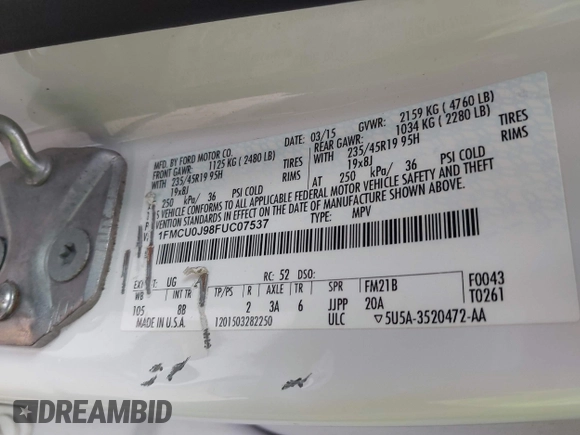 MFD. BY FORD MOTOR CO.
DATE: 03/15 GVWR: 2159 KG ( 4760 LB)
FRONT GAWR: 1125 KG ( 2480 LB) REAR GAWR: 1034 KG ( 2280 LB)
WITH 235/45R19 95H TIRES WITH 235/45R19 95H TIRES
19x8J RIMS 19x8J RIMS
AT 250 kPa/ 36 PSI COLD AT 250 kPa/ 36 PSI COLD
THIS VEHICLE CONFORMS TO ALL APPLICABLE FEDERAL MOTOR VEHICLE SAFETY AND THEFT
PREVENTION STANDARDS IN EFFECT ON THE DATE OF MANUFACTURE SHOWN ABOVE.
1FMCU0J98FUC07537 TYPE: MPV
UG RC: 52 DSO:
WB INT TR TP/PS R AXLE TR SPR FM21B F0043
105 8B 2 3A 6 JJPP 20A T0261
MADE IN U.S.A. 1201503282250 ULC ▽5U5A-3520472-AA
DREAMBID